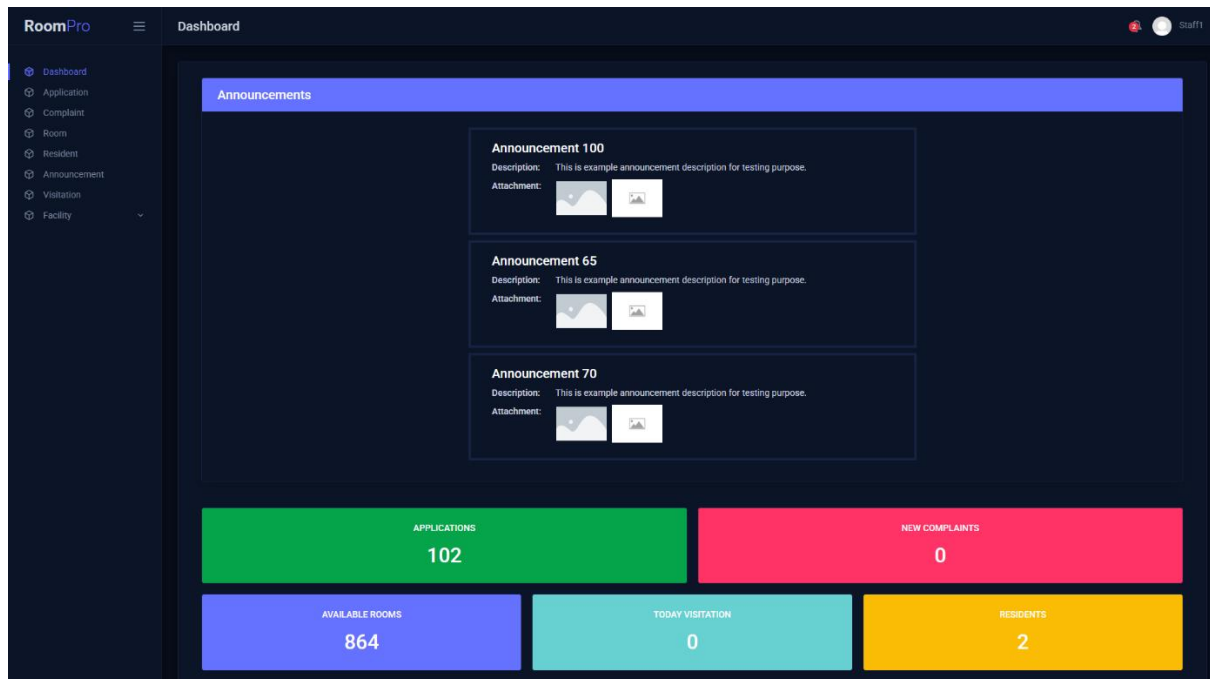 RoomPro
Dashboard
2
Staff1
Dashboard
Application
Complaint
Room
Resident
Announcement
Visitation
Facility
Announcements
Announcement 100
Description: This is example announcement description for testing purpose.
Attachment:
Announcement 65
Description: This is example announcement description for testing purpose.
Attachment:
Announcement 70
Description: This is example announcement description for testing purpose.
Attachment:
APPLICATIONS
102
NEW COMPLAINTS
0
AVAILABLE ROOMS
864
TODAY VISITATION
0
RESIDENTS
2